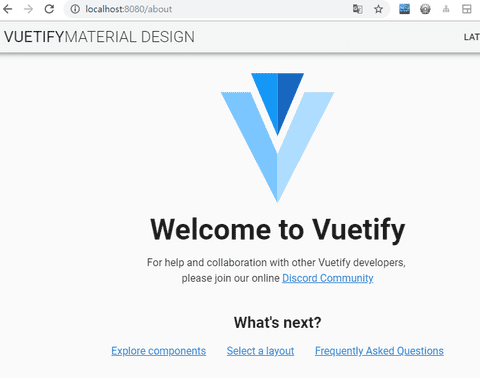 localhost:8080/about
VUETIFYMATERIAL DESIGN
LAT
Welcome to Vuetify
For help and collaboration with other Vuetify developers,
please join our online Discord Community
What's next?
Explore components Select a layout Frequently Asked Questions